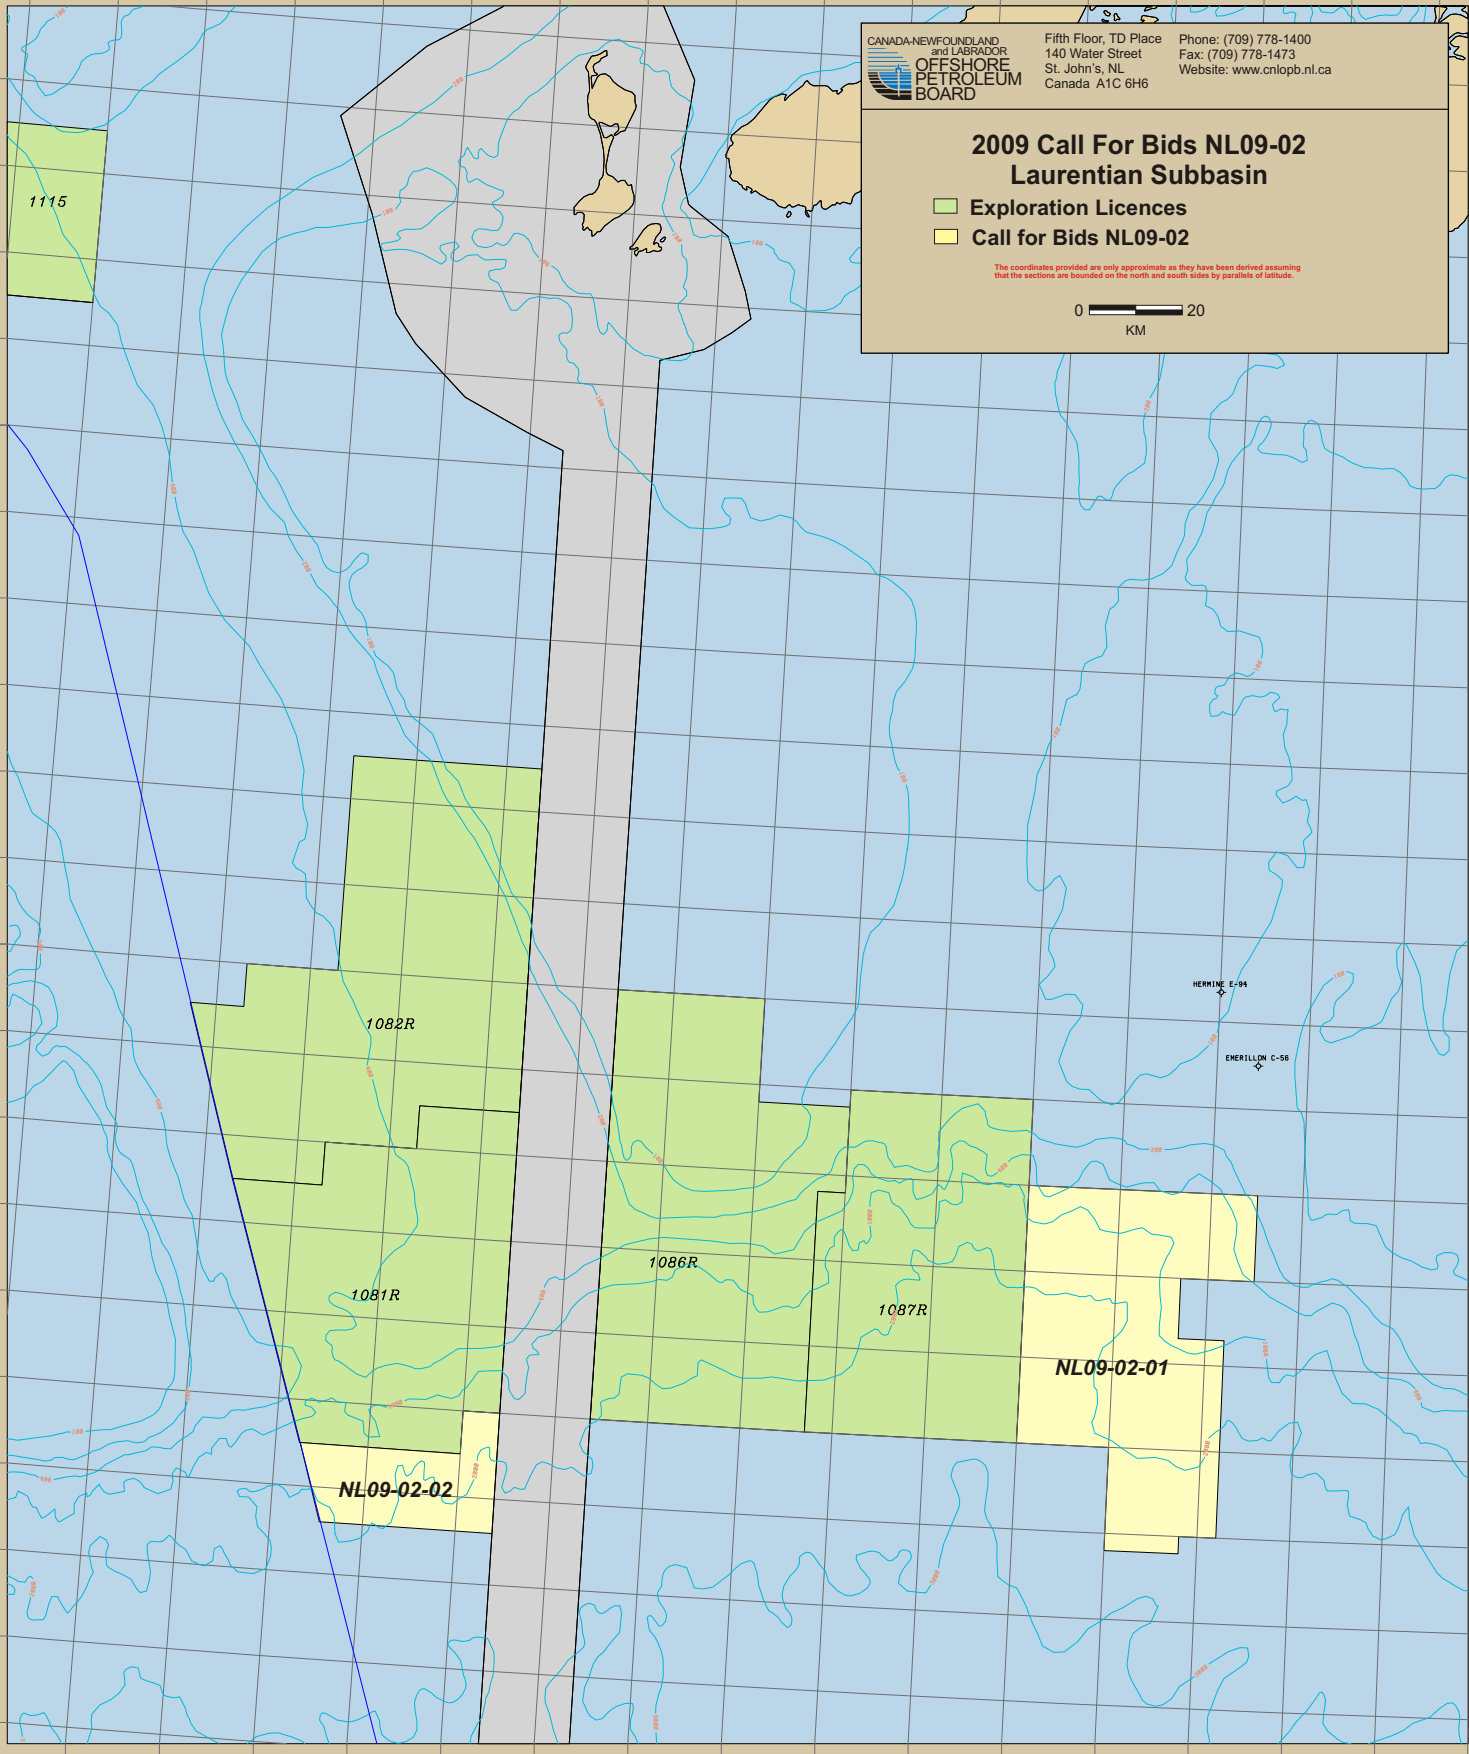 CANADA-NEWFOUNDLAND
and LABRADOR
OFFSHORE
PETROLEUM
BOARD
Fifth Floor, TD Place
140 Water Street
St. John's, NL
Canada A1C 6H6
Phone: (709) 778-1400
Fax: (709) 778-1473
Website: www.cnlopb.nl.ca
2009 Call For Bids NL09-02
Laurentian Subbasin
Exploration Licences
Call for Bids NL09-02
The coordinates provided are only approximate as they have been derived assuming
that the sections are bounded on the north and south sides by parallels of latitude.
0 20
KM
1115
HERMINE E-94
1082R
EMERILLON C-56
1086R
1081R
1087R
NL09-02-01
NL09-02-02